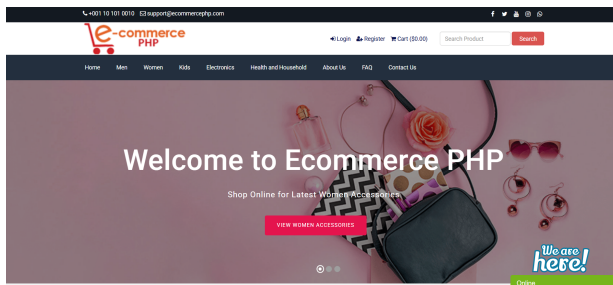 +001 10 101 0010 support@ecommercephp.com
e-commerce
PHP
Login Register Cart ($0.00) Search Product Search
Home Men Women Kids Electronics Health and Household About Us FAQ Contact Us
Welcome to Ecommerce PHP
Shop Online for Latest Women Accessories
VIEW WOMEN ACCESSORIES
We are
here!
Online